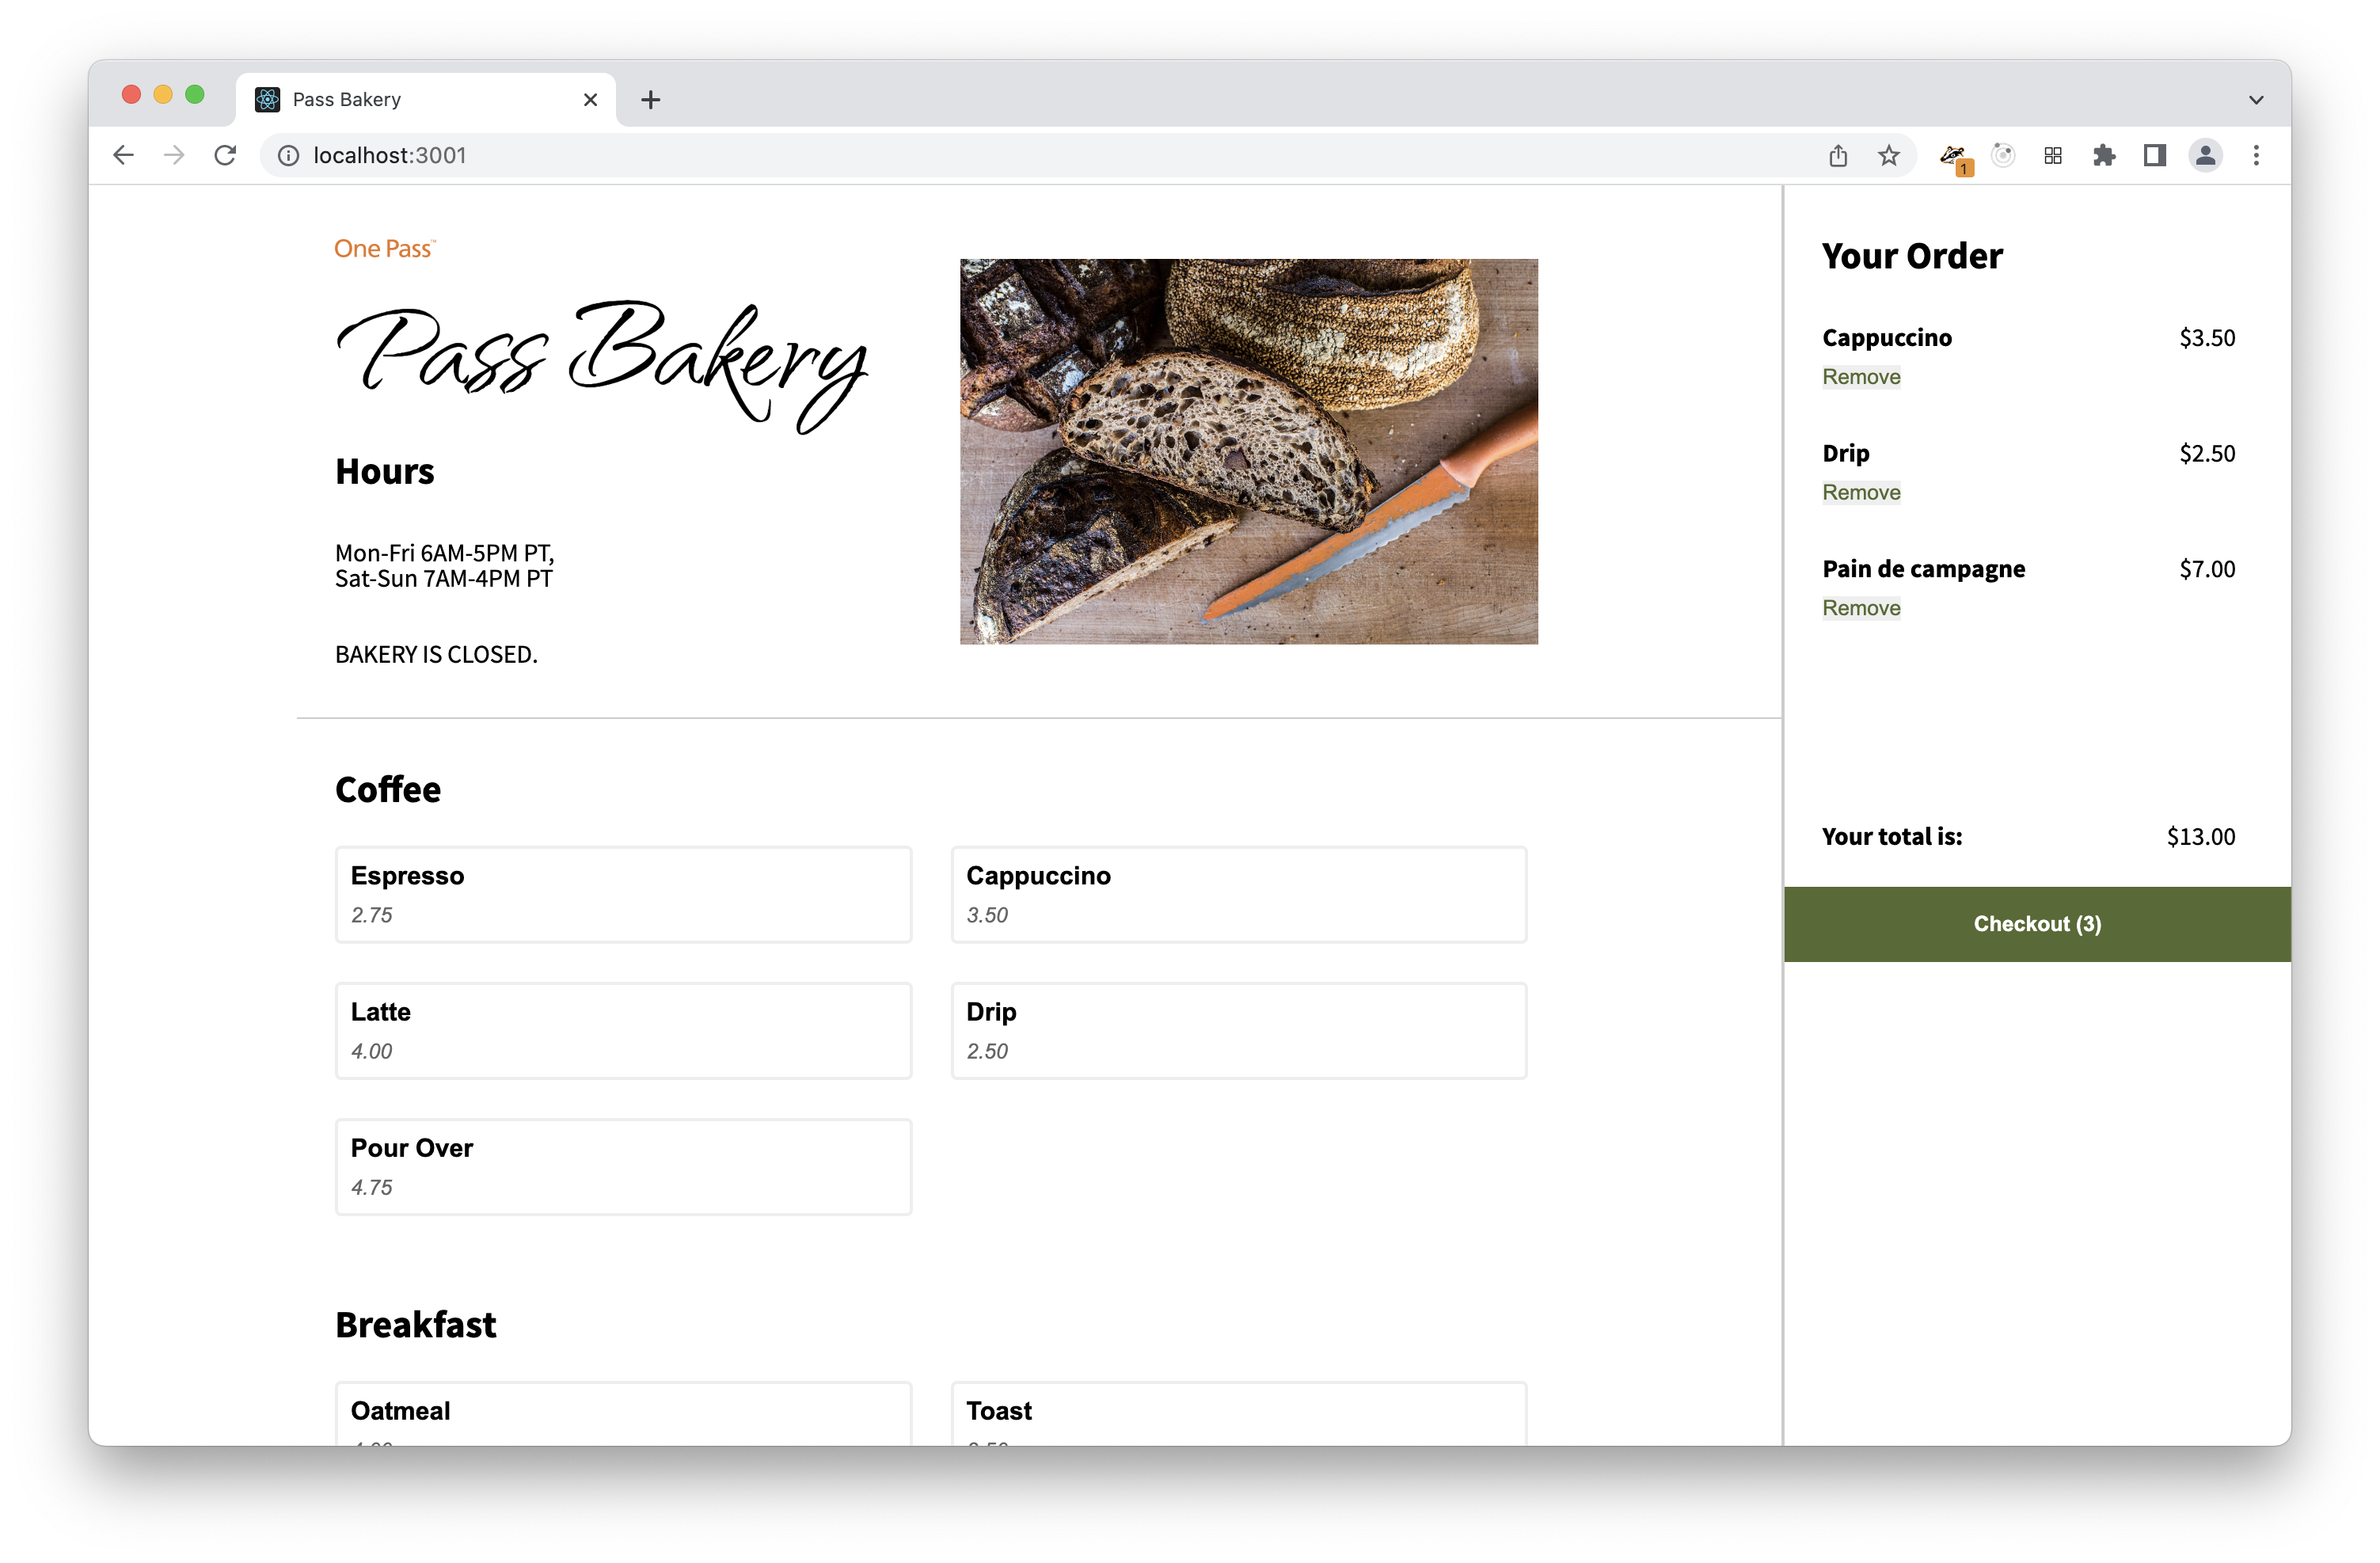 Pass Bakery
localhost:3001
1
One Pass™
Pass Bakery
Hours
Mon-Fri 6AM-5PM PT,
Sat-Sun 7AM-4PM PT
BAKERY IS CLOSED.
Coffee
Espresso
2.75
Cappuccino
3.50
Latte
4.00
Drip
2.50
Pour Over
4.75
Breakfast
Oatmeal
Toast
Your Order
Cappuccino $3.50
Remove
Drip $2.50
Remove
Pain de campagne $7.00
Remove
Your total is: $13.00
Checkout (3)